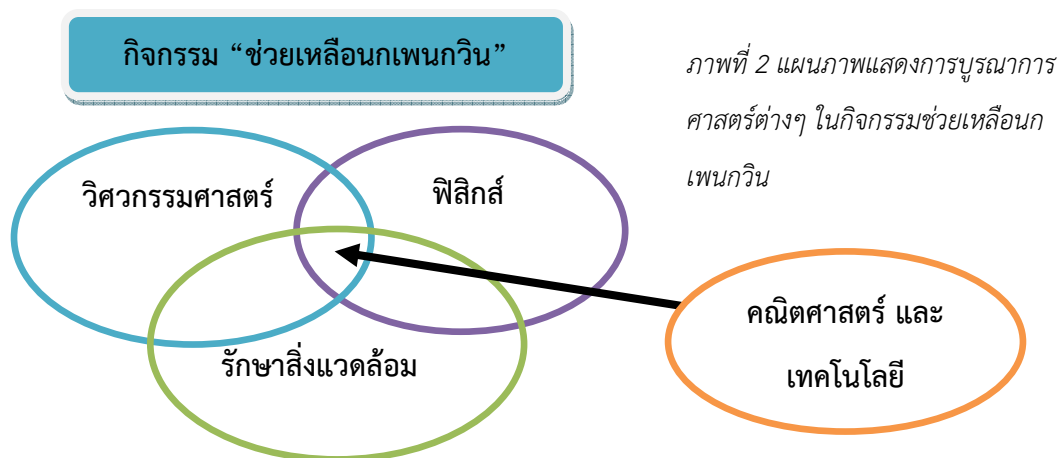 กิจกรรม “ช่วยเหลือนกเพนกวิน”
ภาพที่ 2 แผนภาพแสดงการบูรณาการ
ศาสตร์ต่างๆ ในกิจกรรมช่วยเหลือนก
เพนกวิน
วิศวกรรมศาสตร์
ฟิสิกส์
รักษาสิ่งแวดล้อม
คณิตศาสตร์ และ
เทคโนโลยี